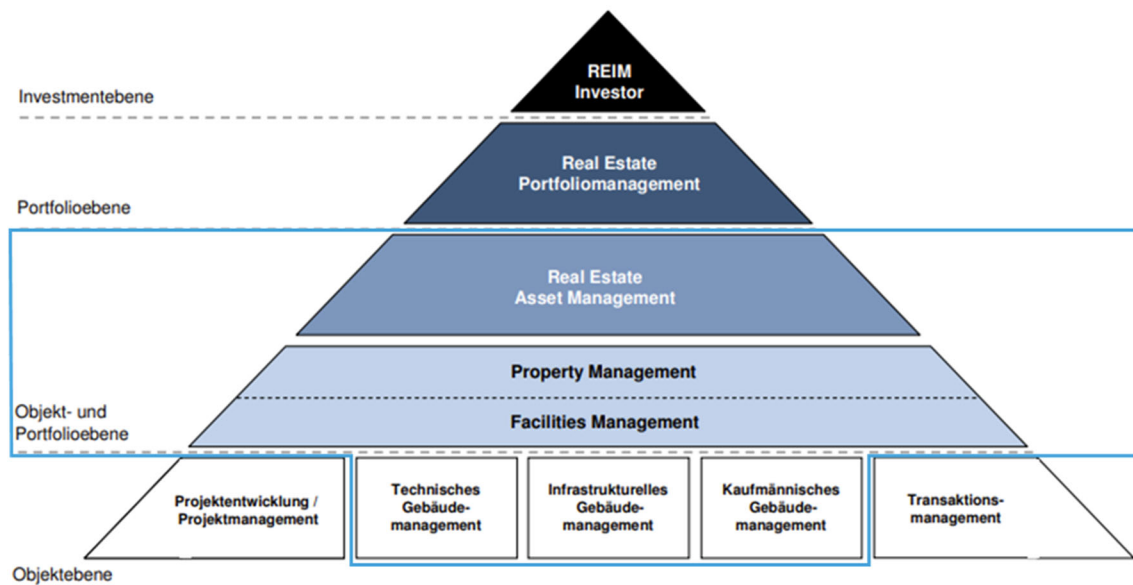 REIM
Investor
Investmentebene
Real Estate
Portfoliomanagement
Portfolioebene
Real Estate
Asset Management
Property Management
Objekt- und
Portfolioebene
Facilities Management
Projektentwicklung /
Projektmanagement
Technisches
Gebäude-
management
Infrastrukturelles
Gebäude-
management
Kaufmännisches
Gebäude-
management
Transaktions-
management
Objektebene